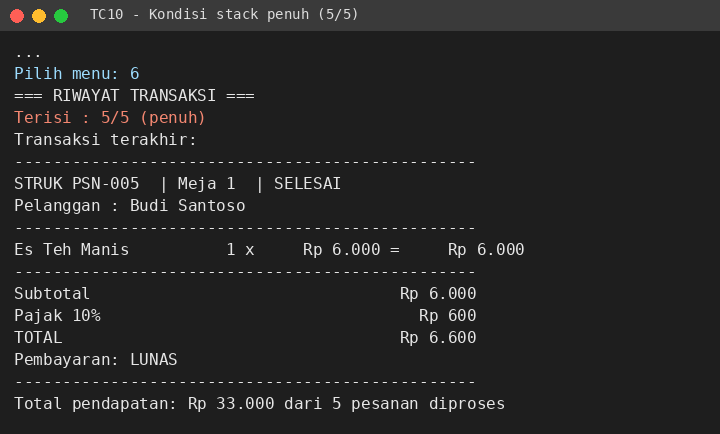 TC10 - Kondisi stack penuh (5/5)
...
Pilih menu: 6
=== RIWAYAT TRANSAKSI ===
Terisi : 5/5 (penuh)
Transaksi terakhir:
------------------------------------------------
STRUK PSN-005  | Meja 1  | SELESAI
Pelanggan : Budi Santoso
------------------------------------------------
Es Teh Manis          1 x     Rp 6.000 =     Rp 6.000
------------------------------------------------
Subtotal                                Rp 6.000
Pajak 10%                                 Rp 600
TOTAL                                   Rp 6.600
Pembayaran: LUNAS
------------------------------------------------
Total pendapatan: Rp 33.000 dari 5 pesanan diproses